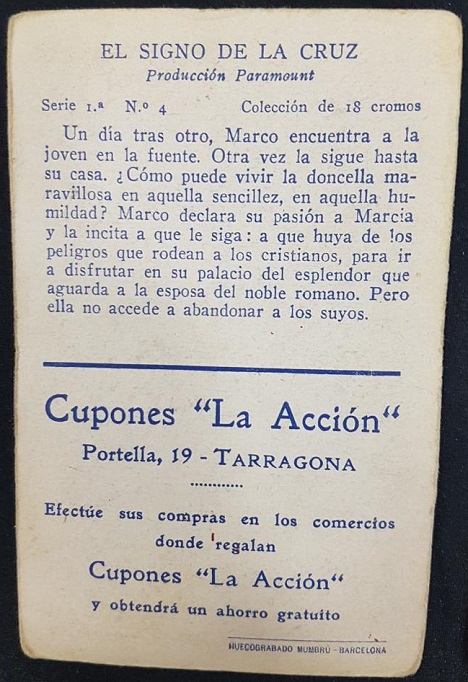 EL SIGNO DE LA CRUZ
Producción Paramount
Serie 1.ª N.º 4 Colección de 18 cromos
Un día tras otro, Marco encuentra a la
joven en la fuente. Otra vez la sigue hasta
su casa. ¿Cómo puede vivir la doncella ma-
ravillosa en aquella sencillez, en aquella hu-
mildad? Marco declara su pasión a Marcia
y la incita a que le siga: a que huya de los
peligros que rodean a los cristianos, para ir
a disfrutar en su palacio del esplendor que
aguarda a la esposa del noble romano. Pero
ella no accede a abandonar a los suyos.
Cupones "La Acción"
Portella, 19 - TARRAGONA
Efectúe sus compras en los comercios
donde regalan
Cupones "La Acción"
y obtendrá un ahorro gratuito
HUECOGRABADO MUMBRÚ - BARCELONA